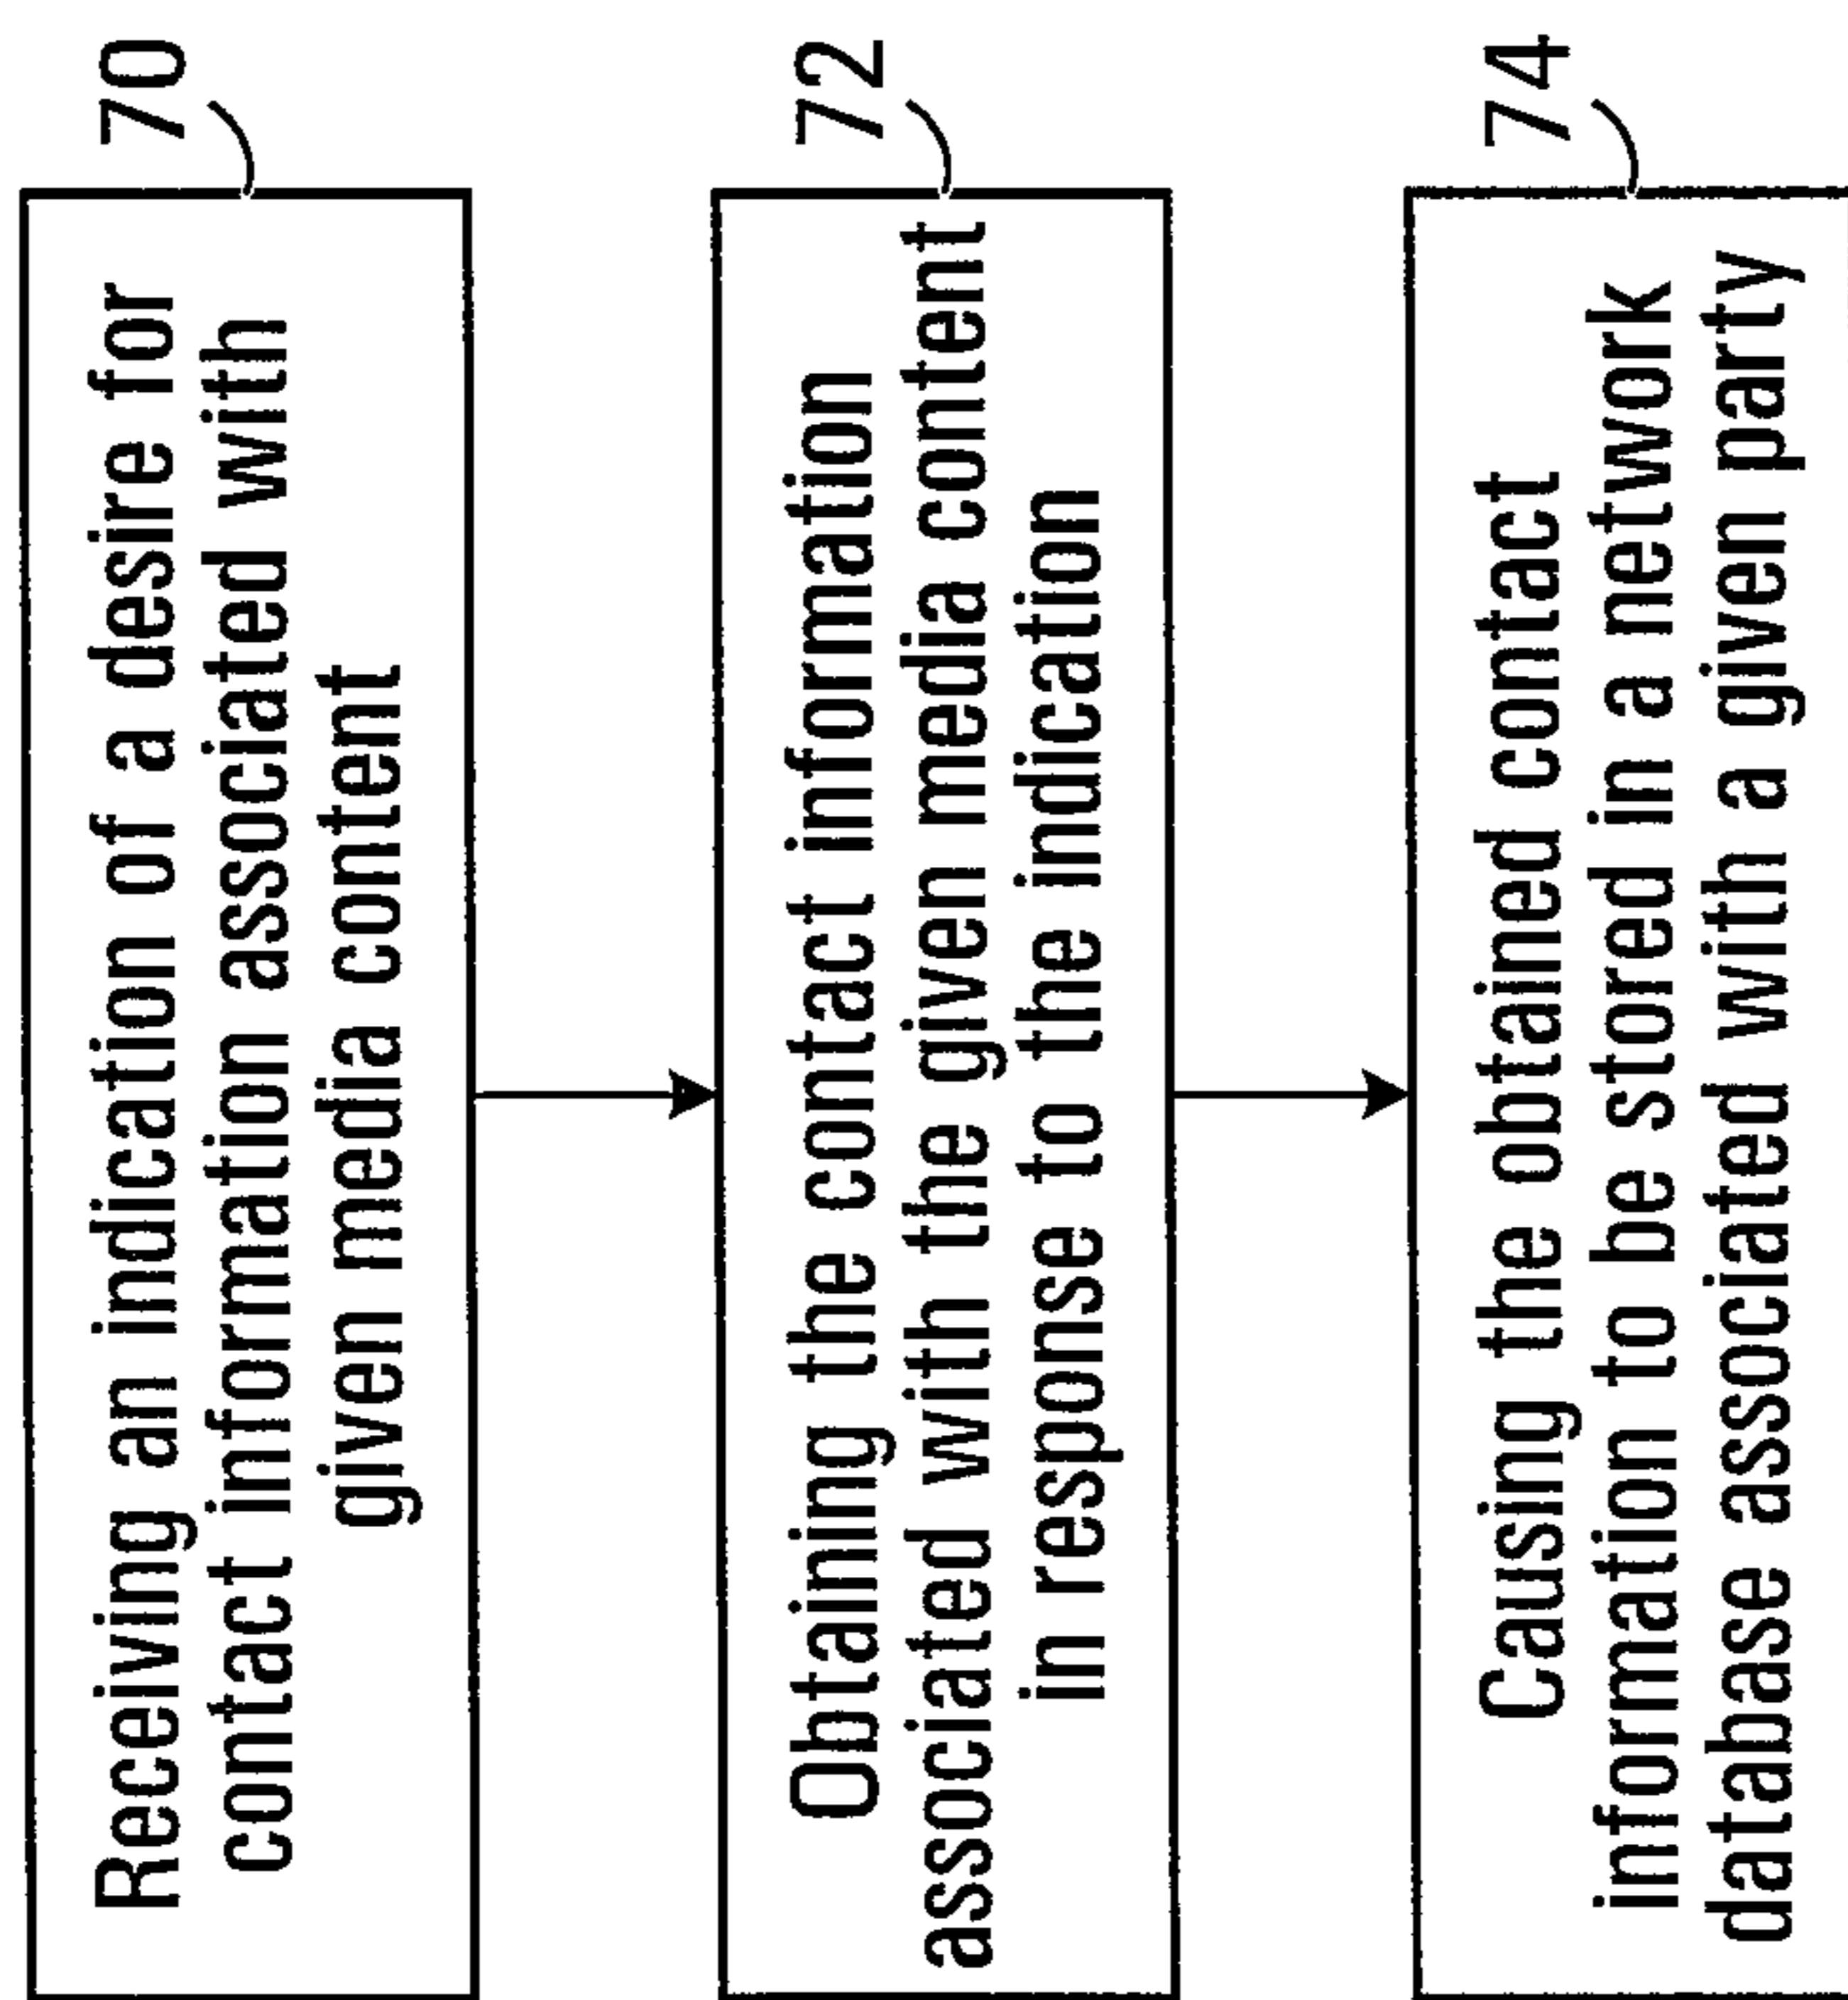 Receiving an indication of a desire for
contact information associated with
given media content
70
Obtaining the contact information
associated with the given media content
in response to the indication
72
Causing the obtained contact
information to be stored in a network
database associated with a given party
74